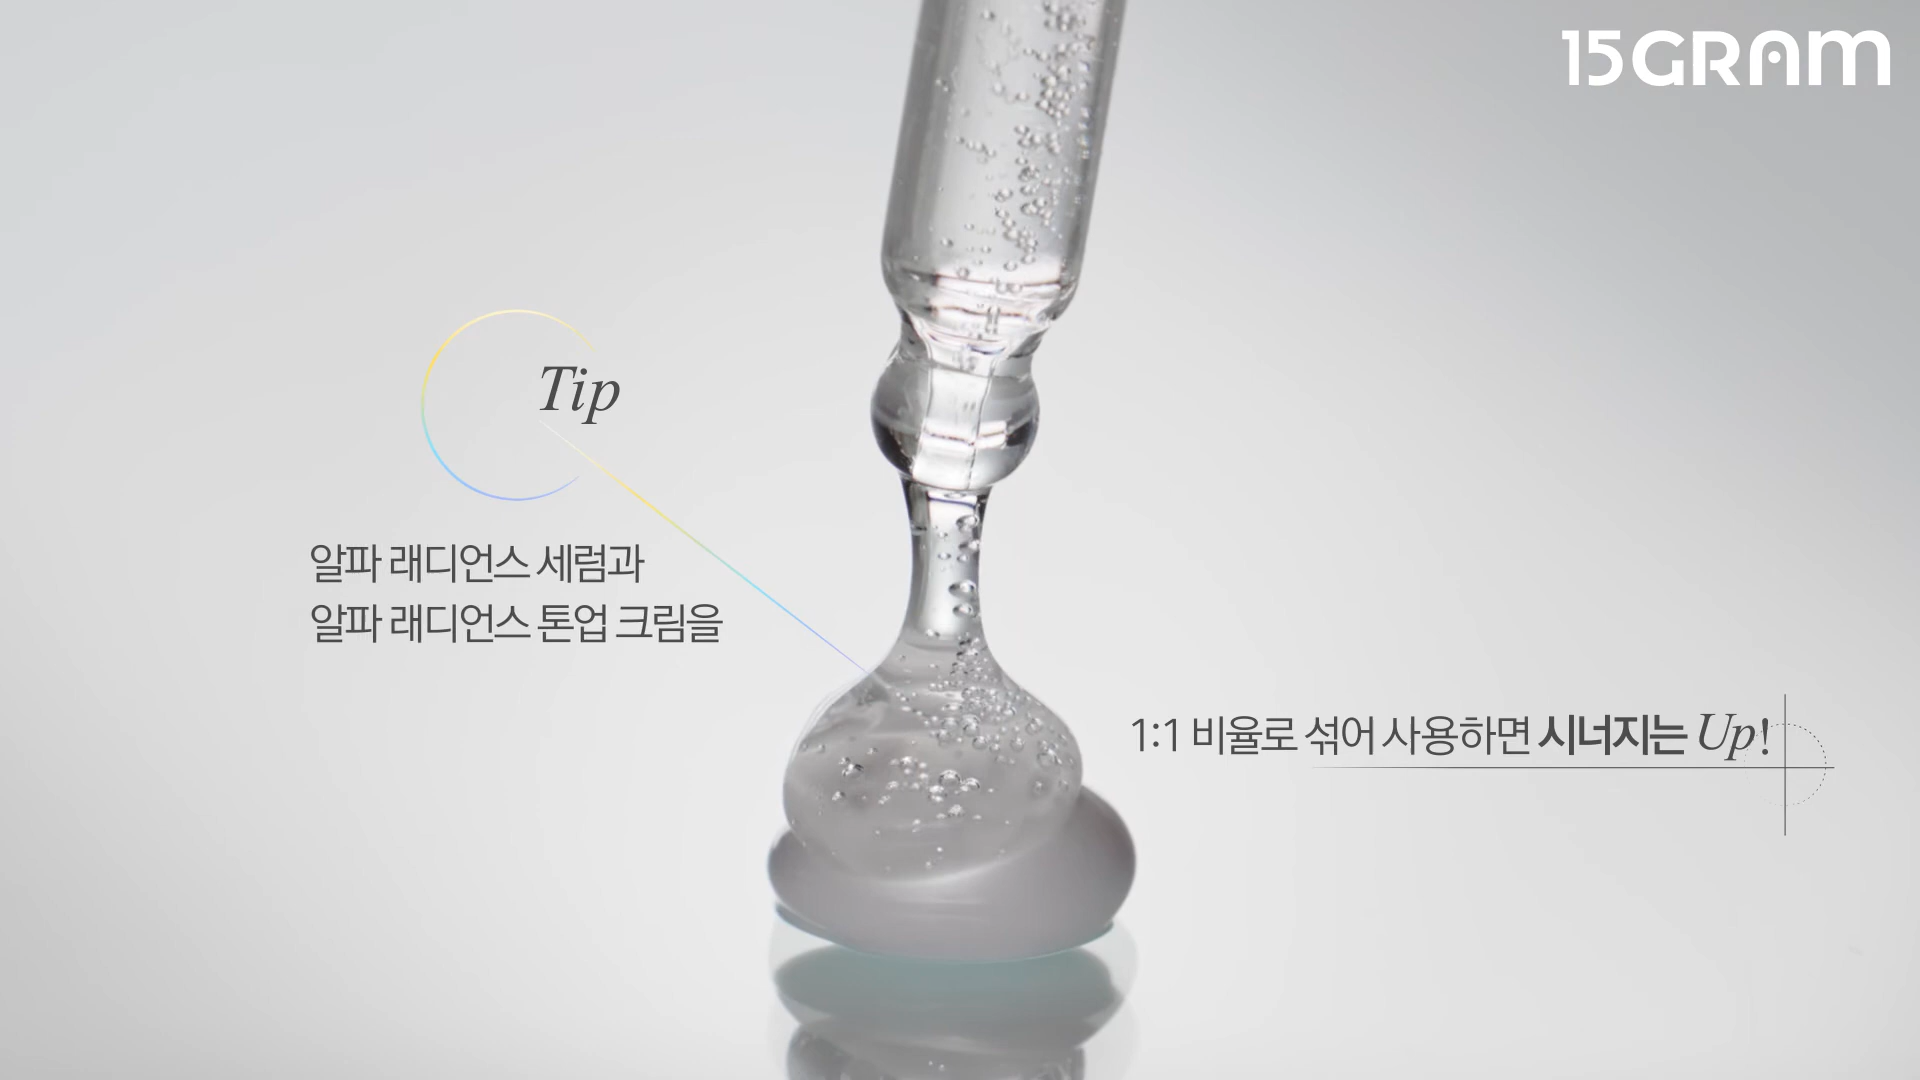 15GRAM
Tip
알파 래디언스 세럼과
알파 래디언스 톤업 크림을
1:1 비율로 섞어 사용하면 시너지는 Up!